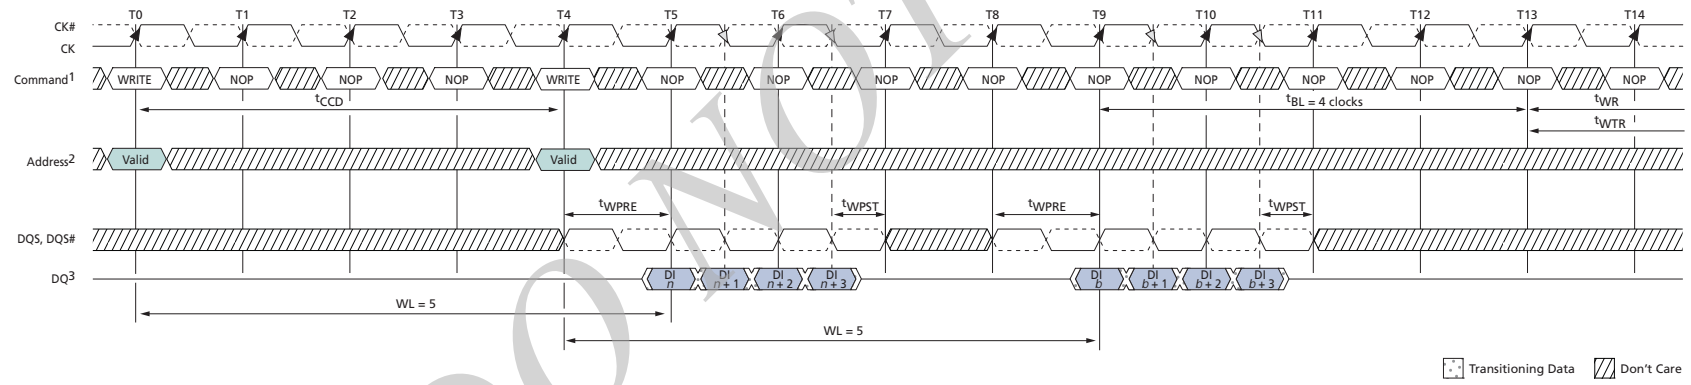 T0 T1 T2 T3 T4 T5 T6 T7 T8 T9 T10 T11 T12 T13 T14
CK#
CK
Command1 WRITE NOP NOP NOP WRITE NOP NOP NOP NOP NOP NOP NOP NOP NOP NOP
tCCD tBL = 4 clocks tWR
tWTR
Address2 Valid Valid
tWPRE tWPST tWPRE tWPST
DQS, DQS#
DQ3 DI n DI n + 1 DI n + 2 DI n + 3 DI b DI b + 1 DI b + 2 DI b + 3
WL = 5
WL = 5
Transitioning Data Don't Care
DO NOT